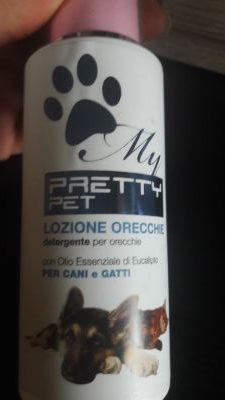 My
PRETTY
PET
LOZIONE ORECCHIE
detergente per orecchie
con Olio Essenziale di Eucalipto
PER CANI e GATTI